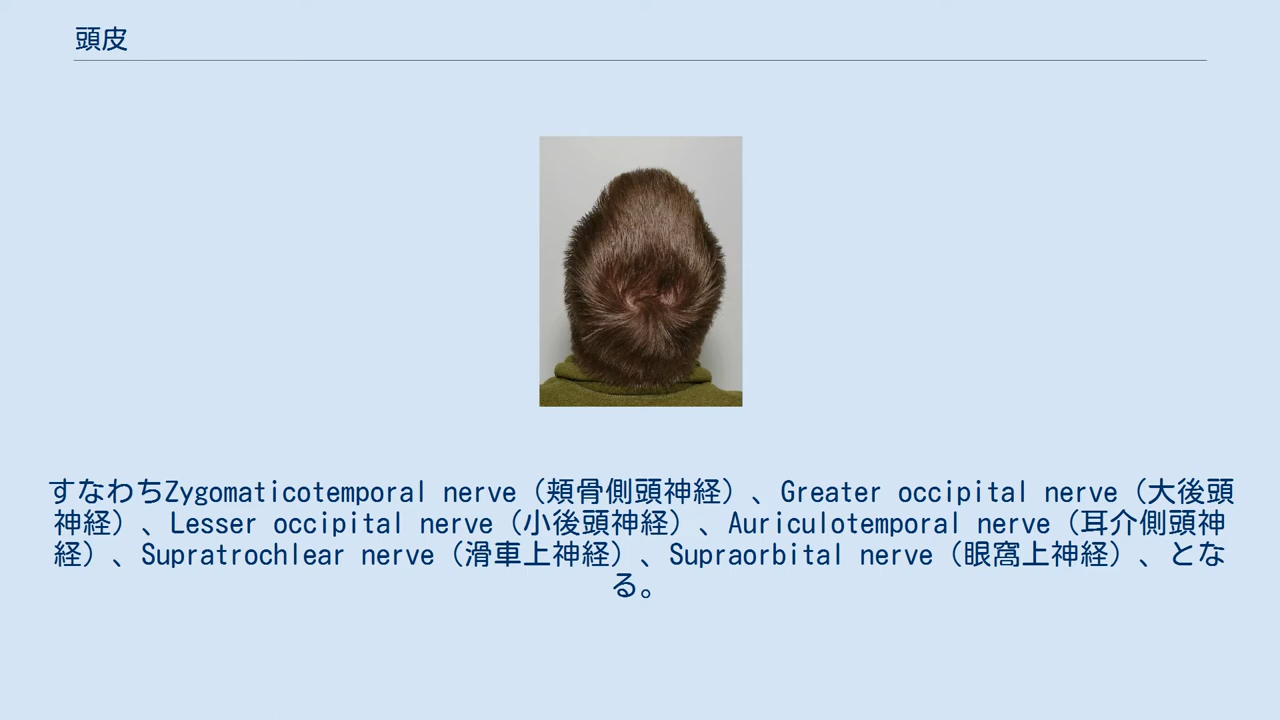 頭皮
すなわちZygomaticotemporal nerve（頬骨側頭神経）、Greater occipital nerve（大後頭
神経）、Lesser occipital nerve（小後頭神経）、Auriculotemporal nerve（耳介側頭神
経）、Supratrochlear nerve（滑車上神経）、Supraorbital nerve（眼窩上神経）、とな
る。